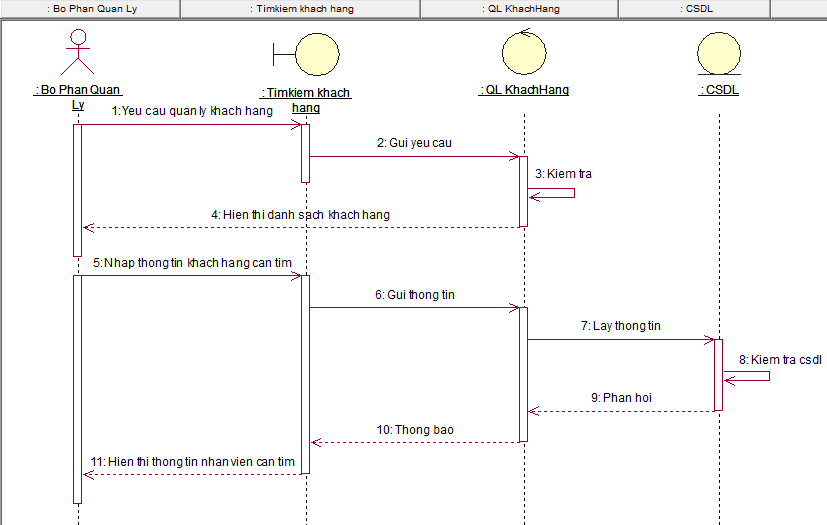 : Bo Phan Quan Ly
: Timkiem khach hang
: QL KhachHang
: CSDL
: Bo Phan Quan
Ly
: Timkiem khach
hang
: QL KhachHang
: CSDL
1: Yeu cau quan ly khach hang
2: Gui yeu cau
3: Kiem tra
4: Hien thi danh sach khach hang
5: Nhap thong tin khach hang can tim
6: Gui thong tin
7: Lay thong tin
8: Kiem tra csdl
9: Phan hoi
10: Thong bao
11: Hien thi thong tin nhan vien can tim